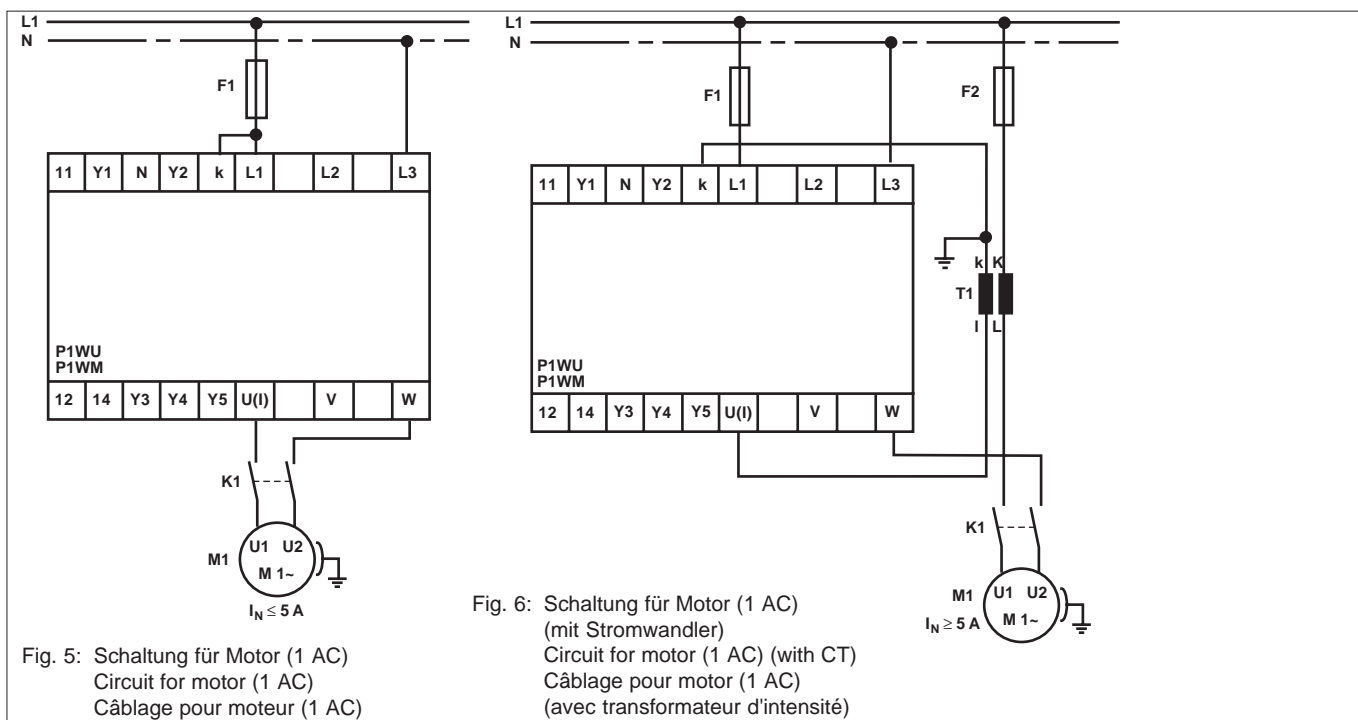 L1
N
F1
11 Y1 N Y2 k L1 L2 L3
P1WU
P1WM
12 14 Y3 Y4 Y5 U(I) V W
K1
M1
U1 U2
M 1~
I_N ≤ 5 A
Fig. 5: Schaltung für Motor (1 AC)
Circuit for motor (1 AC)
Câblage pour moteur (1 AC)
L1
N
F1
F2
11 Y1 N Y2 k L1 L2 L3
k K
T1
l L
P1WU
P1WM
12 14 Y3 Y4 Y5 U(I) V W
K1
M1
U1 U2
M 1~
I_N ≥ 5 A
Fig. 6: Schaltung für Motor (1 AC)
(mit Stromwandler)
Circuit for motor (1 AC) (with CT)
Câblage pour motor (1 AC)
(avec transformateur d'intensité)